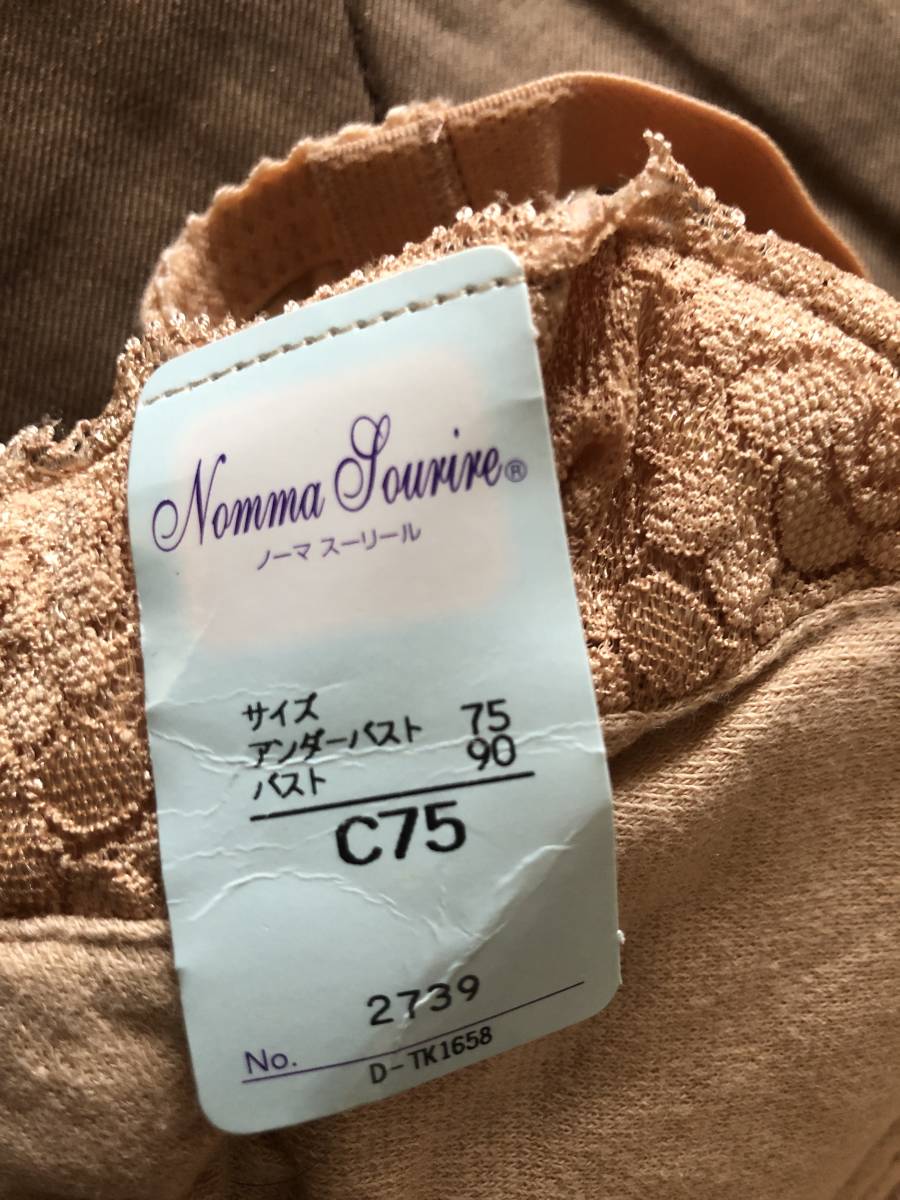 Nomma Sourire®
ノーマ スーリール
サイズ
アンダーバスト 75
バスト 90
C75
2739
No.
D-TK1658